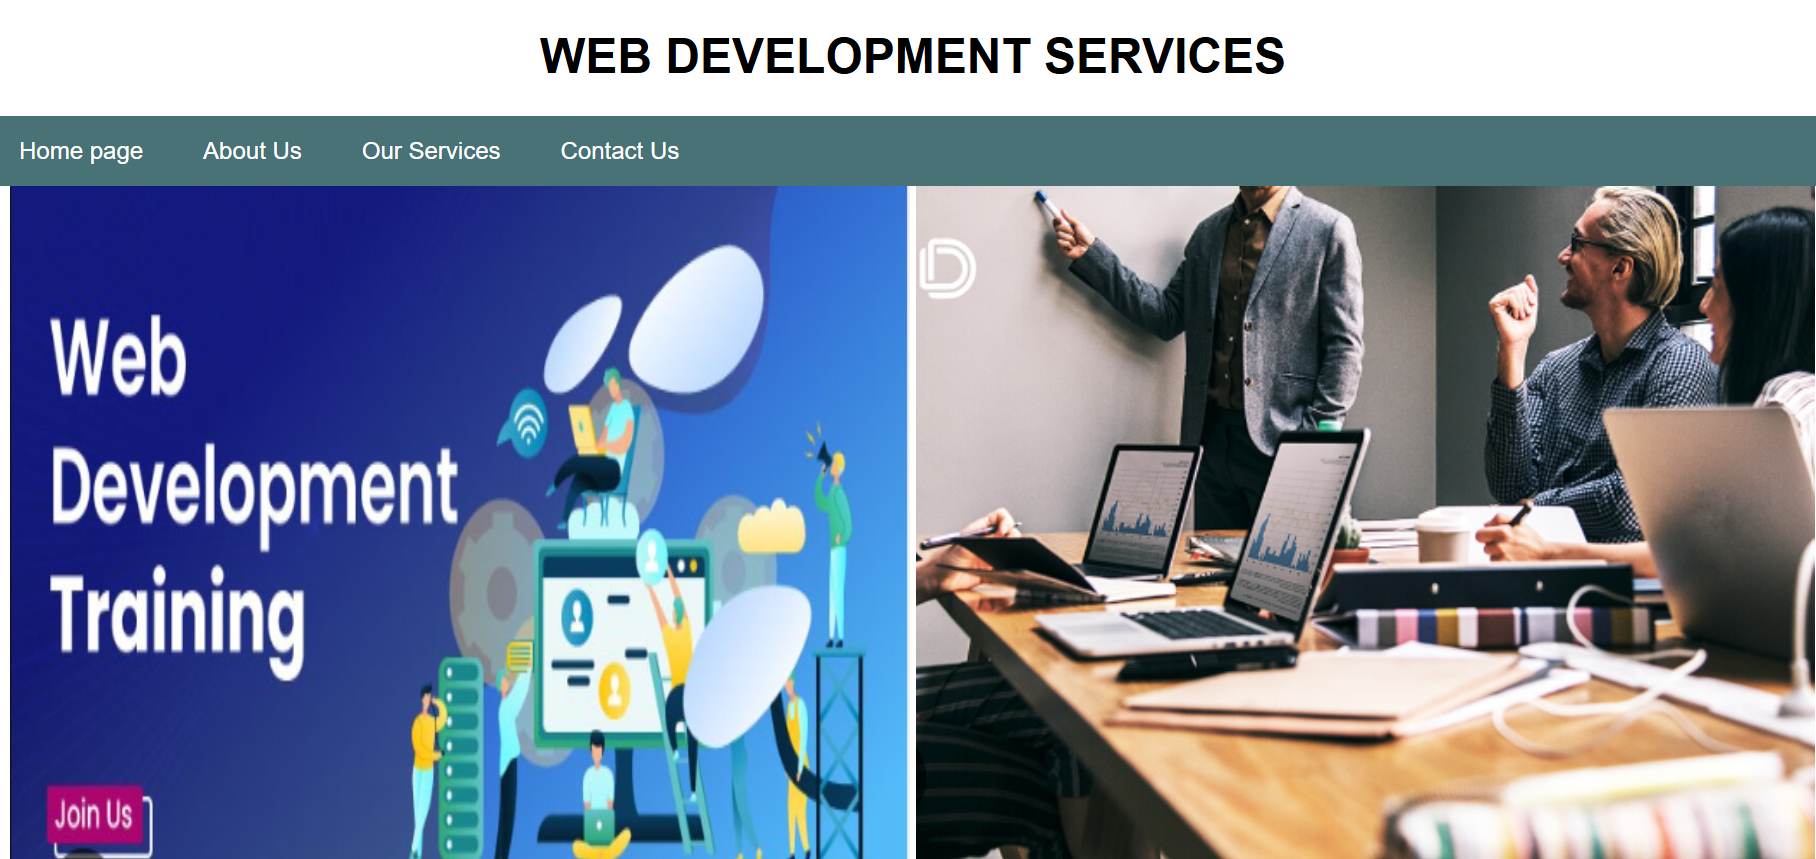 WEB DEVELOPMENT SERVICES
Home page About Us Our Services Contact Us
Web
Development
Training
Join Us